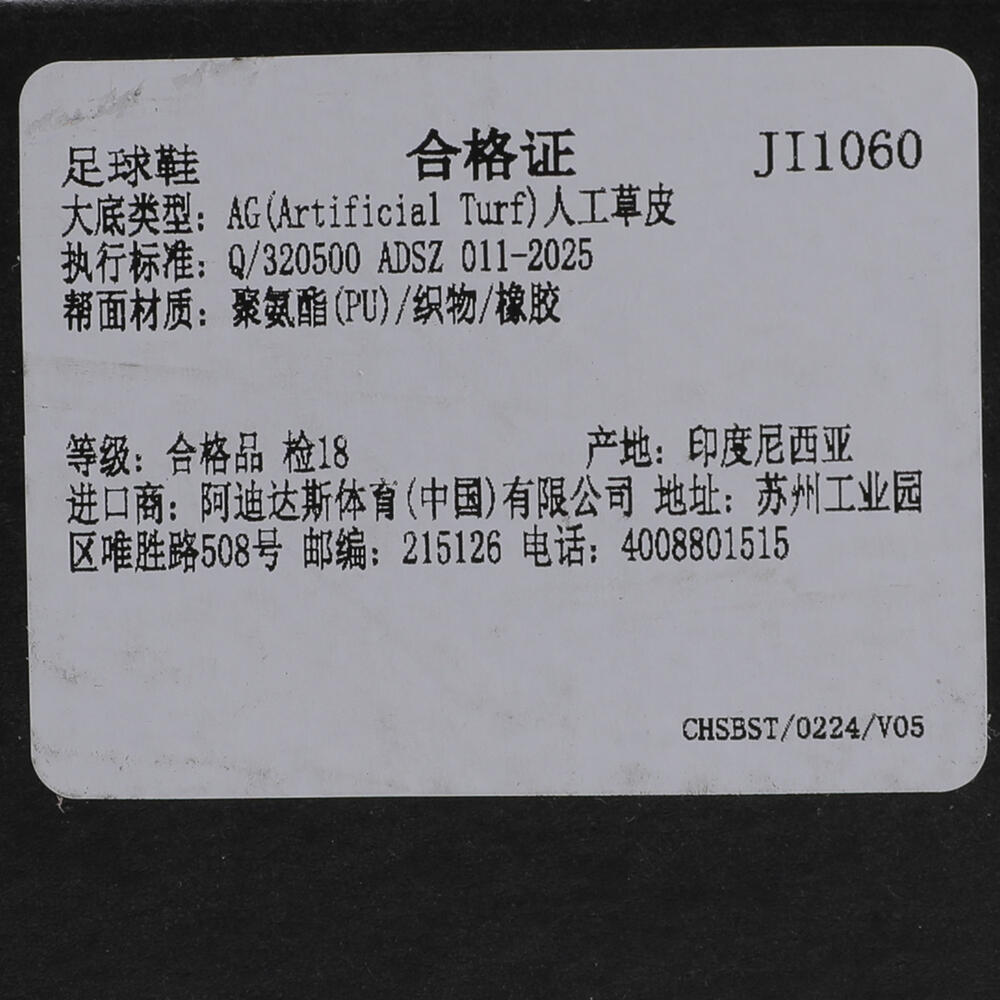 足球鞋 合格证 JI1060
大底类型：AG(Artificial Turf)人工草皮
执行标准：Q/320500 ADSZ 011-2025
帮面材质：聚氨酯(PU)/织物/橡胶
等级：合格品 检18 产地：印度尼西亚
进口商：阿迪达斯体育(中国)有限公司 地址：苏州工业园
区唯胜路508号 邮编：215126 电话：4008801515
CHSBST/0224/V05